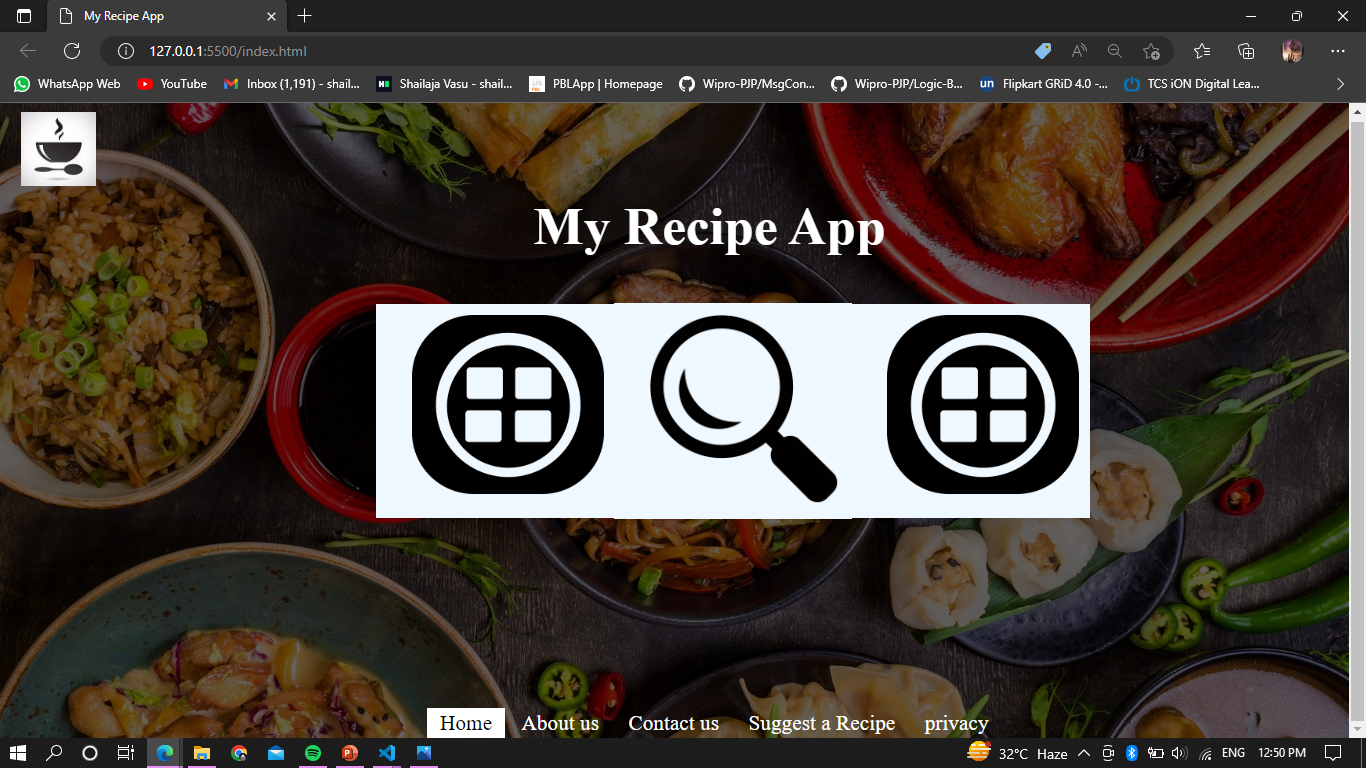 My Recipe App
127.0.0.1:5500/index.html
WhatsApp Web YouTube Inbox (1,191) - shail... Shailaja Vasu - shail... PBLApp | Homepage Wipro-PJP/MsgCon... Wipro-PJP/Logic-B... un Flipkart GRiD 4.0 -... TCS iON Digital Lea...
My Recipe App
Home About us Contact us Suggest a Recipe privacy
32°C Haze ENG 12:50 PM